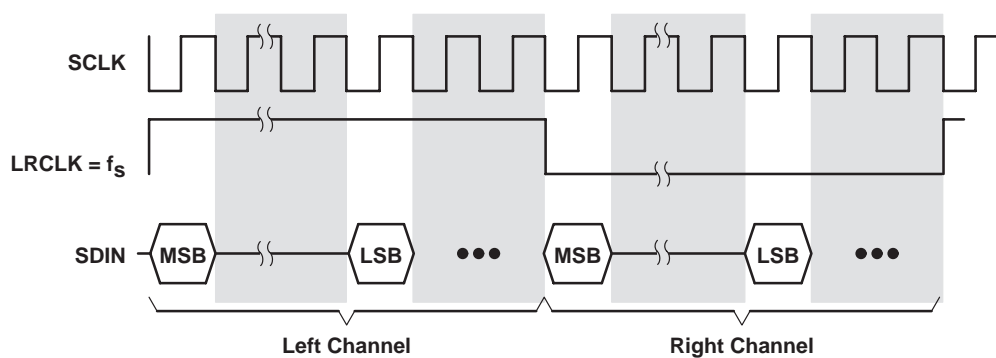 SCLK
LRCLK = fs
SDIN MSB LSB ••• MSB LSB •••
Left Channel Right Channel